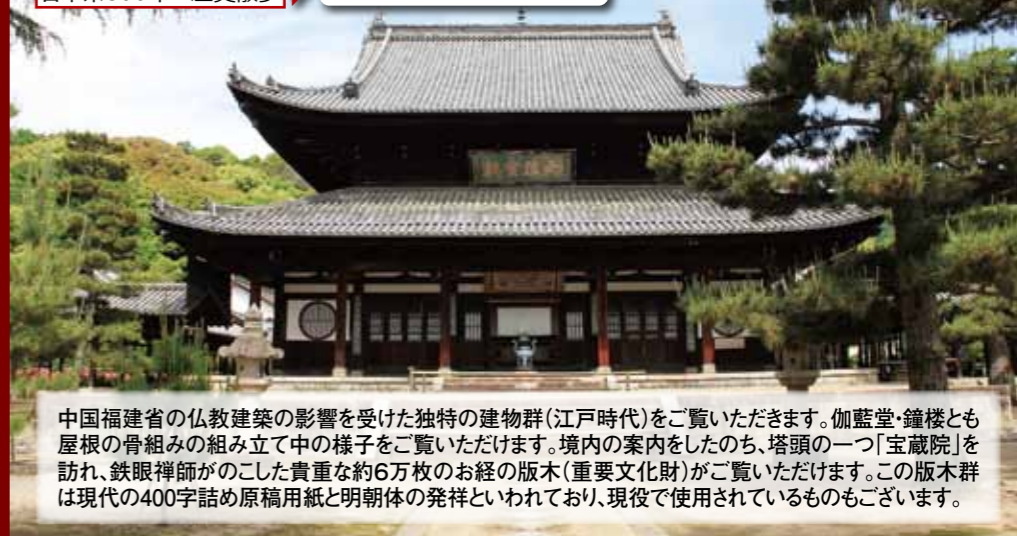 中国福建省の仏教建築の影響を受けた独特の建物群(江戸時代)をご覧いただきます。伽藍堂・鐘楼とも
屋根の骨組みの組み立て中の様子をご覧いただけます。境内の案内をしたのち、塔頭の一つ「宝蔵院」を
訪れ、鉄眼禅師がのこした貴重な約6万枚のお経の版木(重要文化財)がご覧いただけます。この版木群
は現代の400字詰め原稿用紙と明朝体の発祥といわれており、現役で使用されているものもございます。